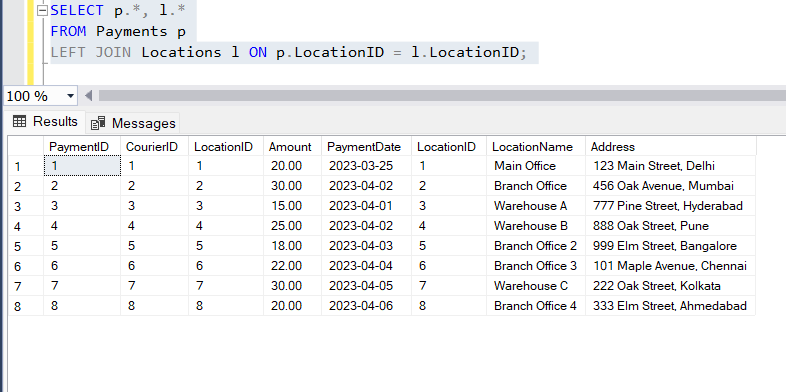 SELECT p.*, l.*
FROM Payments p
LEFT JOIN Locations l ON p.LocationID = l.LocationID;
100 %
Results Messages
PaymentID CourierID LocationID Amount PaymentDate LocationID LocationName Address
1 1 1 1 20.00 2023-03-25 1 Main Office 123 Main Street, Delhi
2 2 2 2 30.00 2023-04-02 2 Branch Office 456 Oak Avenue, Mumbai
3 3 3 3 15.00 2023-04-01 3 Warehouse A 777 Pine Street, Hyderabad
4 4 4 4 25.00 2023-04-02 4 Warehouse B 888 Oak Street, Pune
5 5 5 5 18.00 2023-04-03 5 Branch Office 2 999 Elm Street, Bangalore
6 6 6 6 22.00 2023-04-04 6 Branch Office 3 101 Maple Avenue, Chennai
7 7 7 7 30.00 2023-04-05 7 Warehouse C 222 Oak Street, Kolkata
8 8 8 8 20.00 2023-04-06 8 Branch Office 4 333 Elm Street, Ahmedabad